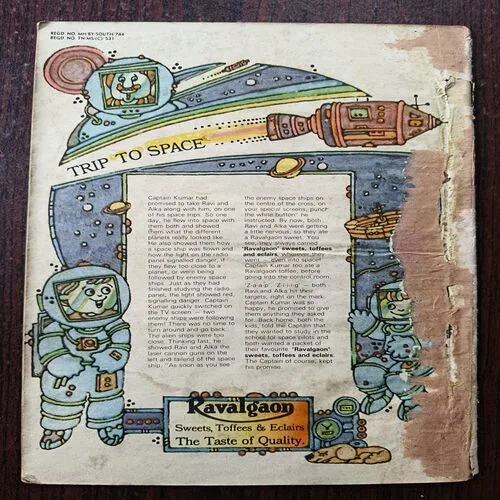 REGD. NO. MH/BY-SOUTH/744
REGD. NO. TN/MS(C) 531
TRIP TO SPACE
Captain Kumar had
promised to take Ravi and
Alka along with him, on one
of his space trips. So one
day, he flew into space with
them both and showed
them what the different
planets really looked like.
He also showed them how
a space ship was flown and
how the light on the radio
panel signalled danger, if
they flew too close to a
planet, or were being
followed by enemy space
ships. Just as they had
finished studying the radio
panel, the light showed red,
signalling danger. Captain
Kumar quickly switched on
the TV screen — two
enemy ships were following
them! There was no time to
turn around and go back.
The alien ships were too
close. Thinking fast, he
showed Ravi and Alka the
laser cannon guns on the
left and tailend of the space
ship. "As soon as you see
the enemy space ships on
the centre of the cross, on
your special screens, punch
the white button" he
instructed. By now, both
Ravi and Alka were getting
a little nervous, so they ate
a Ravalgaon sweet. You
see, they always carried
"Ravalgaon" sweets, toffees
and eclairs, wherever they
went — even into space!
Captain Kumar too ate a
Ravalgaon toffee, before
going into the control room.
'Z-a-a-p' 'Z-i-i-n-g' — both
Ravi and Alka hit their
targets, right on the mark.
Captain Kumar was so
happy, he promised to give
them anything they asked
for. Back home, both the
kids, told the Captain that
they wanted to study in the
school for space pilots and
both wanted a packet of
their favourite "Ravalgaon"
sweets, toffees and eclairs.
The Captain of course, kept
his promise.
Ravalgaon
Sweets, Toffees & Eclairs
The Taste of Quality.